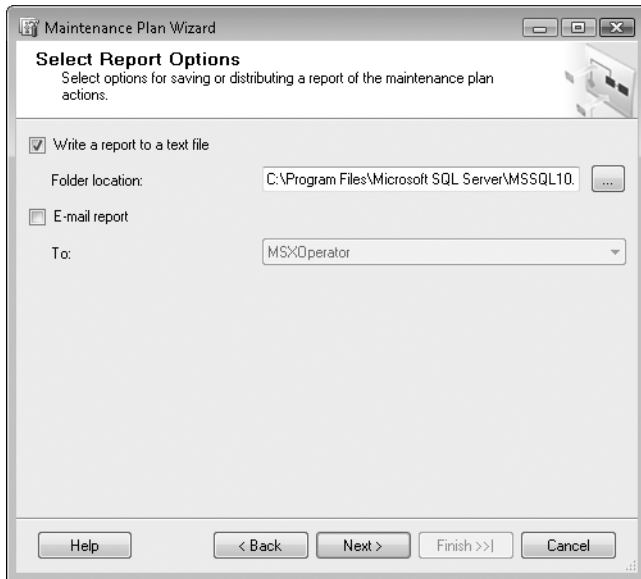 Maintenance Plan Wizard
Select Report Options
Select options for saving or distributing a report of the maintenance plan
actions.
Write a report to a text file
Folder location: C:\Program Files\Microsoft SQL Server\MSSQL10. ...
E-mail report
To: MSXOperator
Help < Back Next > Finish >>| Cancel